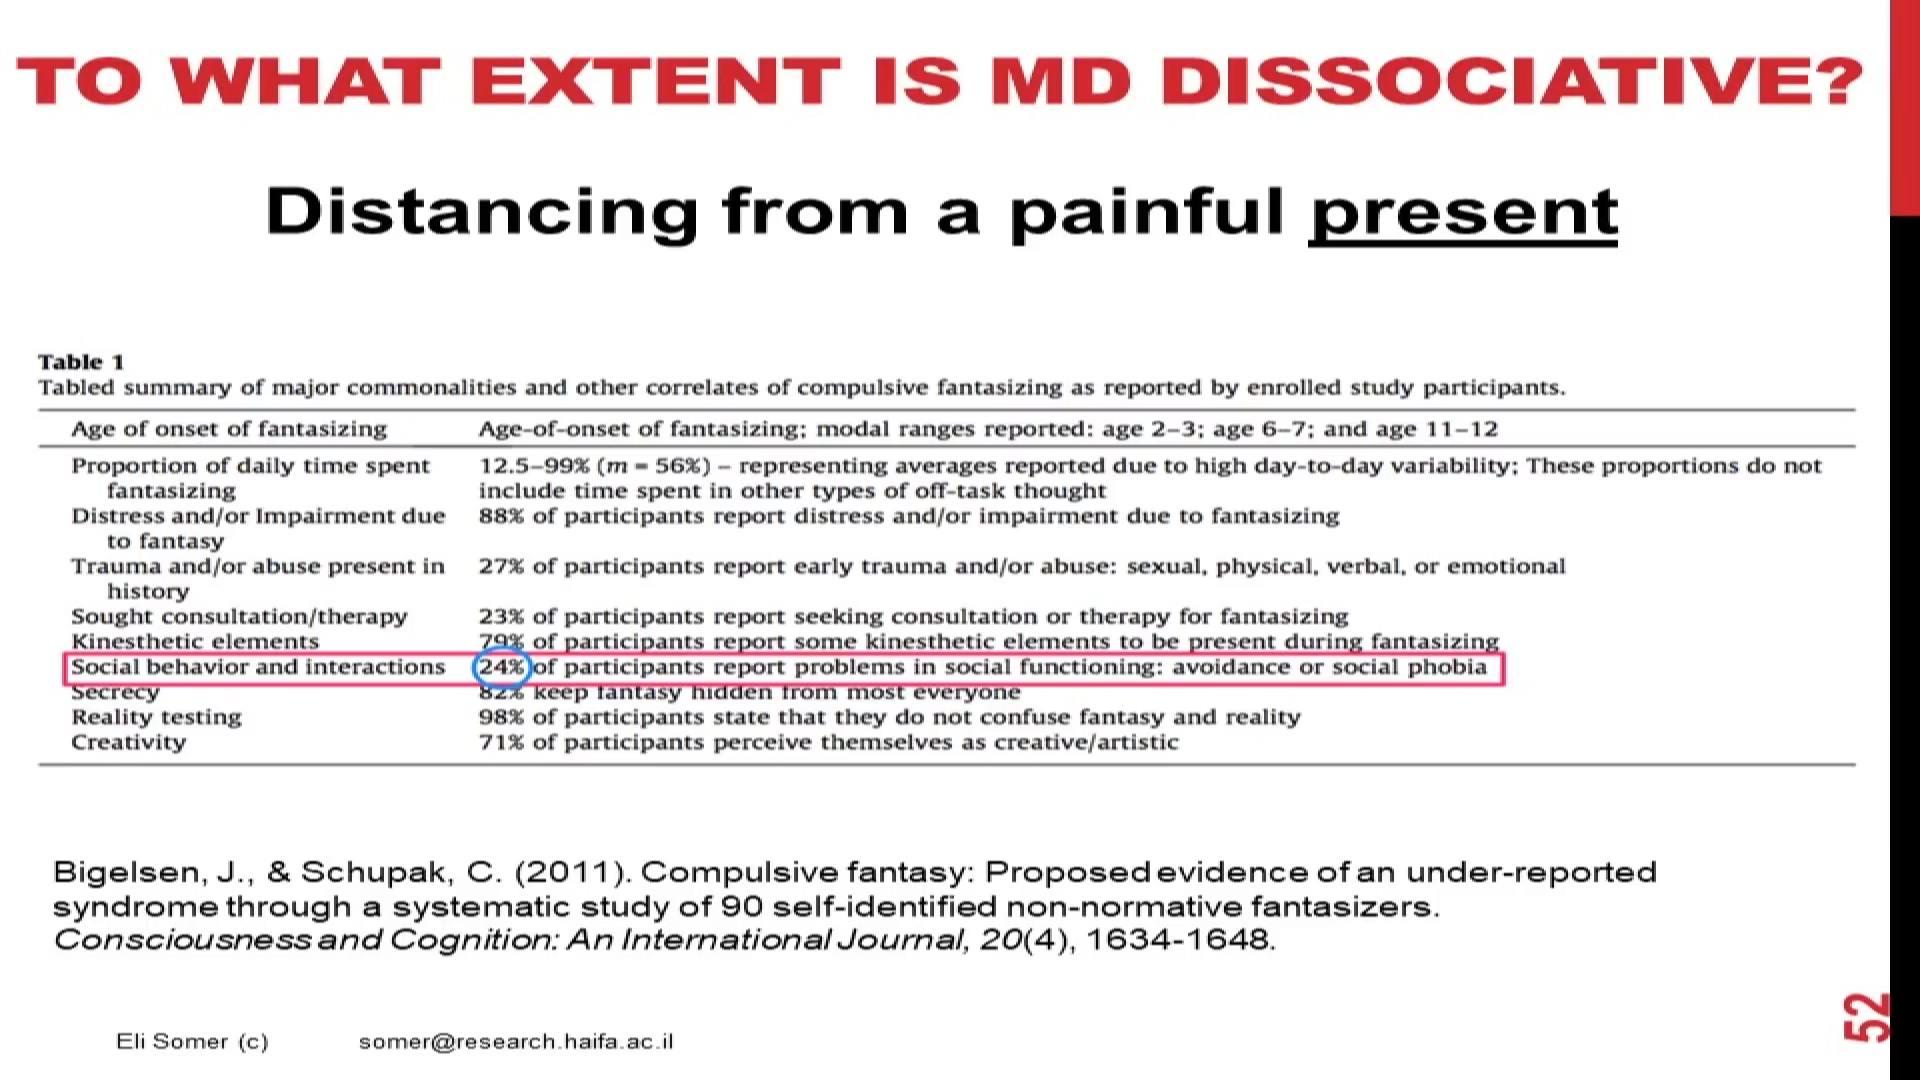 TO WHAT EXTENT IS MD DISSOCIATIVE?
Distancing from a painful present
Table 1
Tabled summary of major commonalities and other correlates of compulsive fantasizing as reported by enrolled study participants.
Age of onset of fantasizing Age-of-onset of fantasizing; modal ranges reported: age 2–3; age 6–7; and age 11–12
Proportion of daily time spent 12.5–99% (m = 56%) – representing averages reported due to high day-to-day variability; These proportions do not
fantasizing include time spent in other types of off-task thought
Distress and/or Impairment due 88% of participants report distress and/or impairment due to fantasizing
to fantasy
Trauma and/or abuse present in 27% of participants report early trauma and/or abuse: sexual, physical, verbal, or emotional
history
Sought consultation/therapy 23% of participants report seeking consultation or therapy for fantasizing
Kinesthetic elements 79% of participants report some kinesthetic elements to be present during fantasizing
Social behavior and interactions 24% of participants report problems in social functioning: avoidance or social phobia
Secrecy 82% keep fantasy hidden from most everyone
Reality testing 98% of participants state that they do not confuse fantasy and reality
Creativity 71% of participants perceive themselves as creative/artistic
Bigelsen, J., & Schupak, C. (2011). Compulsive fantasy: Proposed evidence of an under-reported
syndrome through a systematic study of 90 self-identified non-normative fantasizers.
Consciousness and Cognition: An International Journal, 20(4), 1634-1648.
Eli Somer (c) somer@research.haifa.ac.il
52